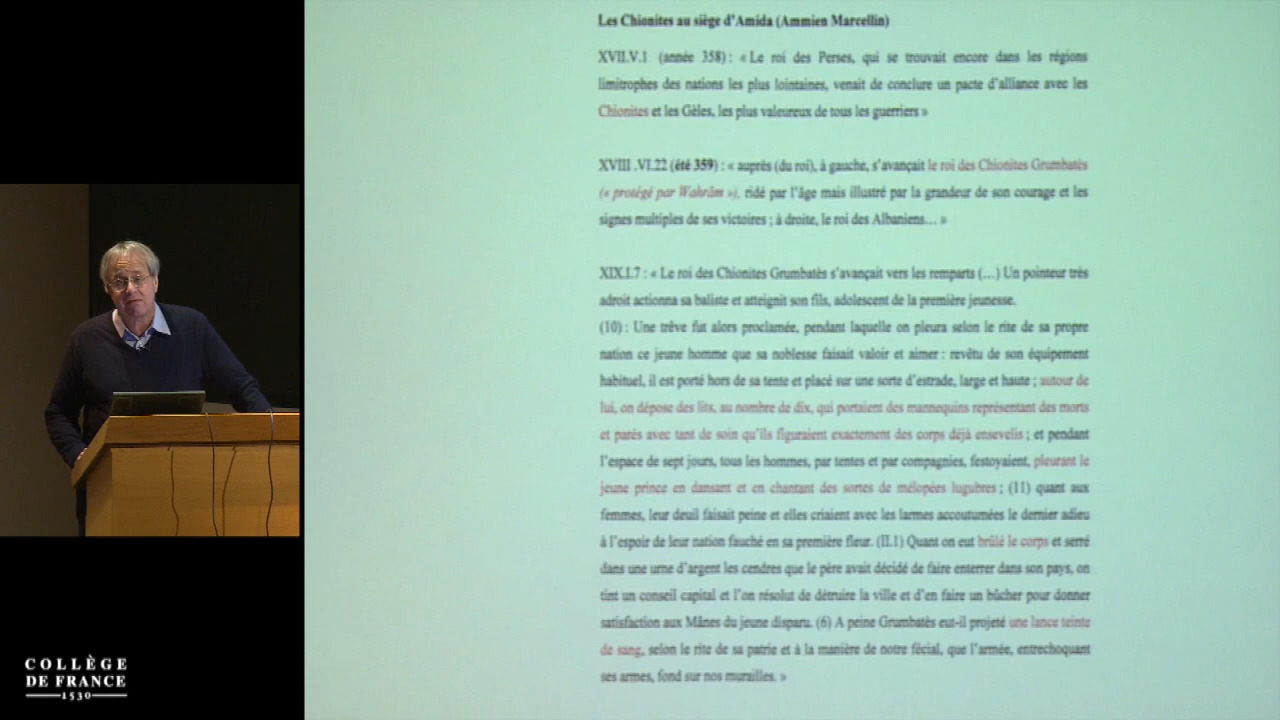 Les Chionites au siège d'Amida (Ammien Marcellin)
XVII.V.1 (année 358) : « Le roi des Perses, qui se trouvait encore dans les régions
limitrophes des nations les plus lointaines, venait de conclure un pacte d'alliance avec les
Chionites et les Gèles, les plus valeureux de tous les guerriers »
XVIII .VI.22 (été 359) : « auprès (du roi), à gauche, s'avançait le roi des Chionites Grumbatès
(« protégé par Wahrām »), ridé par l'âge mais illustré par la grandeur de son courage et les
signes multiples de ses victoires ; à droite, le roi des Albaniens… »
XIX.I.7 : « Le roi des Chionites Grumbatès s'avançait vers les remparts (…) Un pointeur très
adroit actionna sa baliste et atteignit son fils, adolescent de la première jeunesse.
(10) : Une trêve fut alors proclamée, pendant laquelle on pleura selon le rite de sa propre
nation ce jeune homme que sa noblesse faisait valoir et aimer : revêtu de son équipement
habituel, il est porté hors de sa tente et placé sur une sorte d'estrade, large et haute ; autour de
lui, on dépose des lits, au nombre de dix, qui portaient des mannequins représentant des morts
et parés avec tant de soin qu'ils figuraient exactement des corps déjà ensevelis ; et pendant
l'espace de sept jours, tous les hommes, par tentes et par compagnies, festoyaient, pleurant le
jeune prince en dansant et en chantant des sortes de mélopées lugubres ; (11) quant aux
femmes, leur deuil faisait peine et elles criaient avec les larmes accoutumées le dernier adieu
à l'espoir de leur nation fauché en sa première fleur. (II.1) Quant on eut brûlé le corps et serré
dans une urne d'argent les cendres que le père avait décidé de faire enterrer dans son pays, on
tint un conseil capital et l'on résolut de détruire la ville et d'en faire un bûcher pour donner
satisfaction aux Mânes du jeune disparu. (6) A peine Grumbatès eut-il projeté une lance teinte
de sang, selon le rite de sa patrie et à la manière de notre fécial, que l'armée, entrechoquant
ses armes, fond sur nos murailles. »
COLLÈGE
DE FRANCE
1530